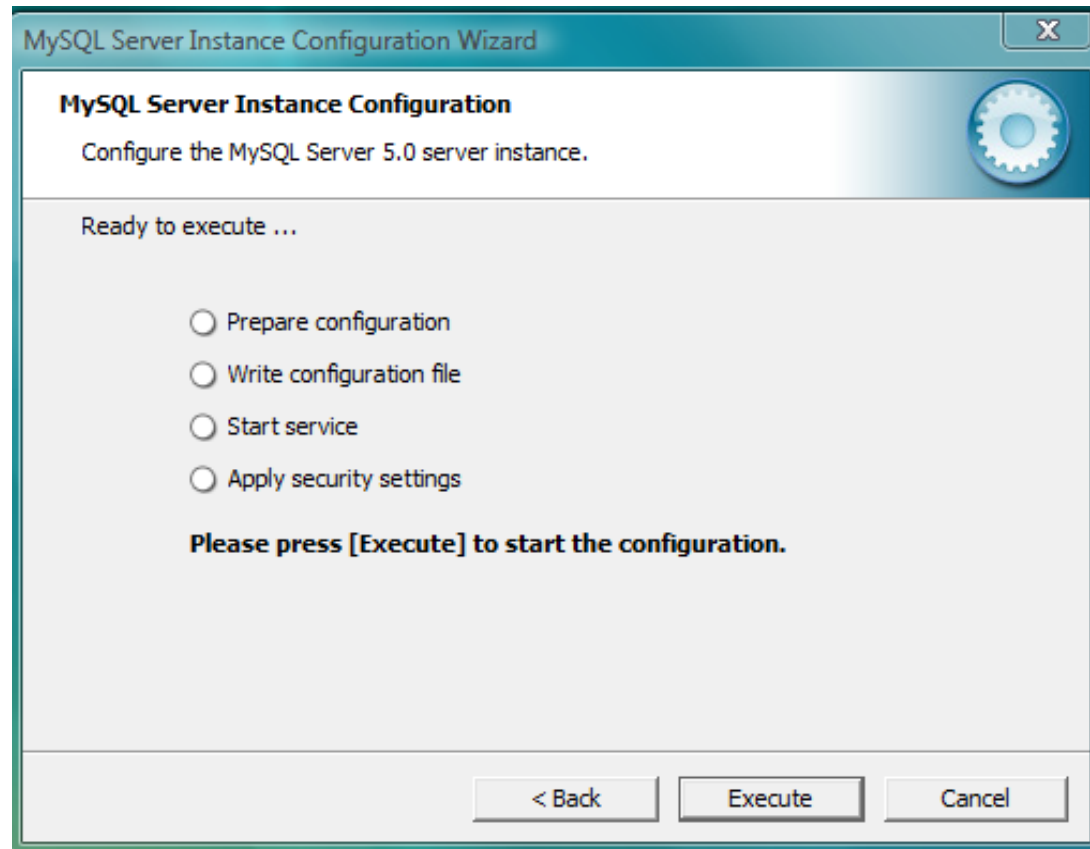 MySQL Server Instance Configuration Wizard
MySQL Server Instance Configuration
Configure the MySQL Server 5.0 server instance.
Ready to execute ...
Prepare configuration
Write configuration file
Start service
Apply security settings
Please press [Execute] to start the configuration.
< Back Execute Cancel